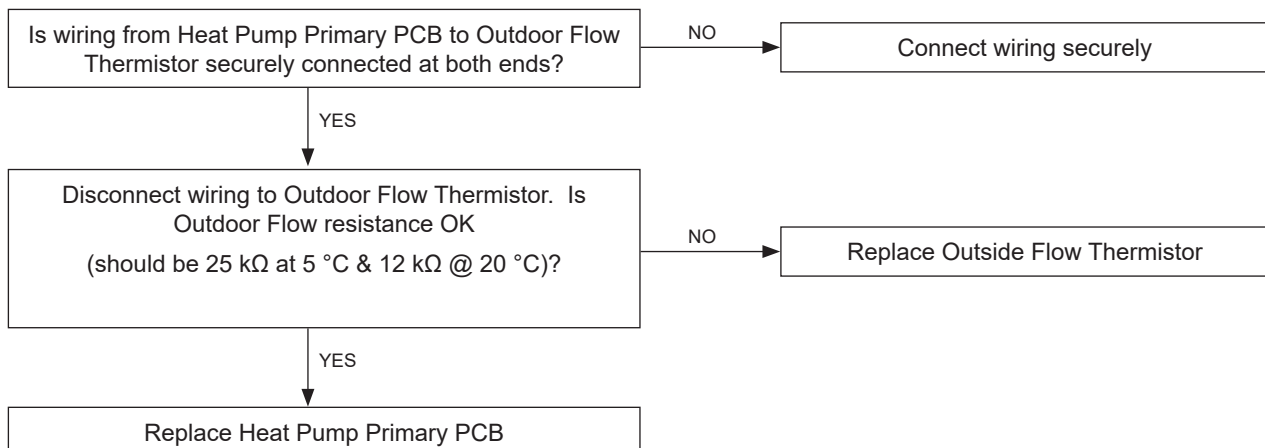 Is wiring from Heat Pump Primary PCB to Outdoor Flow
Thermistor securely connected at both ends?
NO
Connect wiring securely
YES
Disconnect wiring to Outdoor Flow Thermistor.  Is
Outdoor Flow resistance OK
(should be 25 kΩ at 5 °C & 12 kΩ @ 20 °C)?
NO
Replace Outside Flow Thermistor
YES
Replace Heat Pump Primary PCB